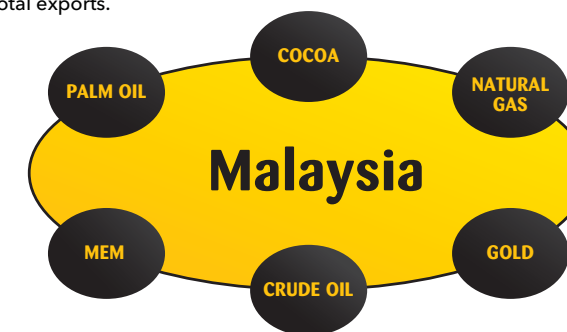 otal exports.
COCOA
PALM OIL
NATURAL
GAS
Malaysia
MEM
GOLD
CRUDE OIL